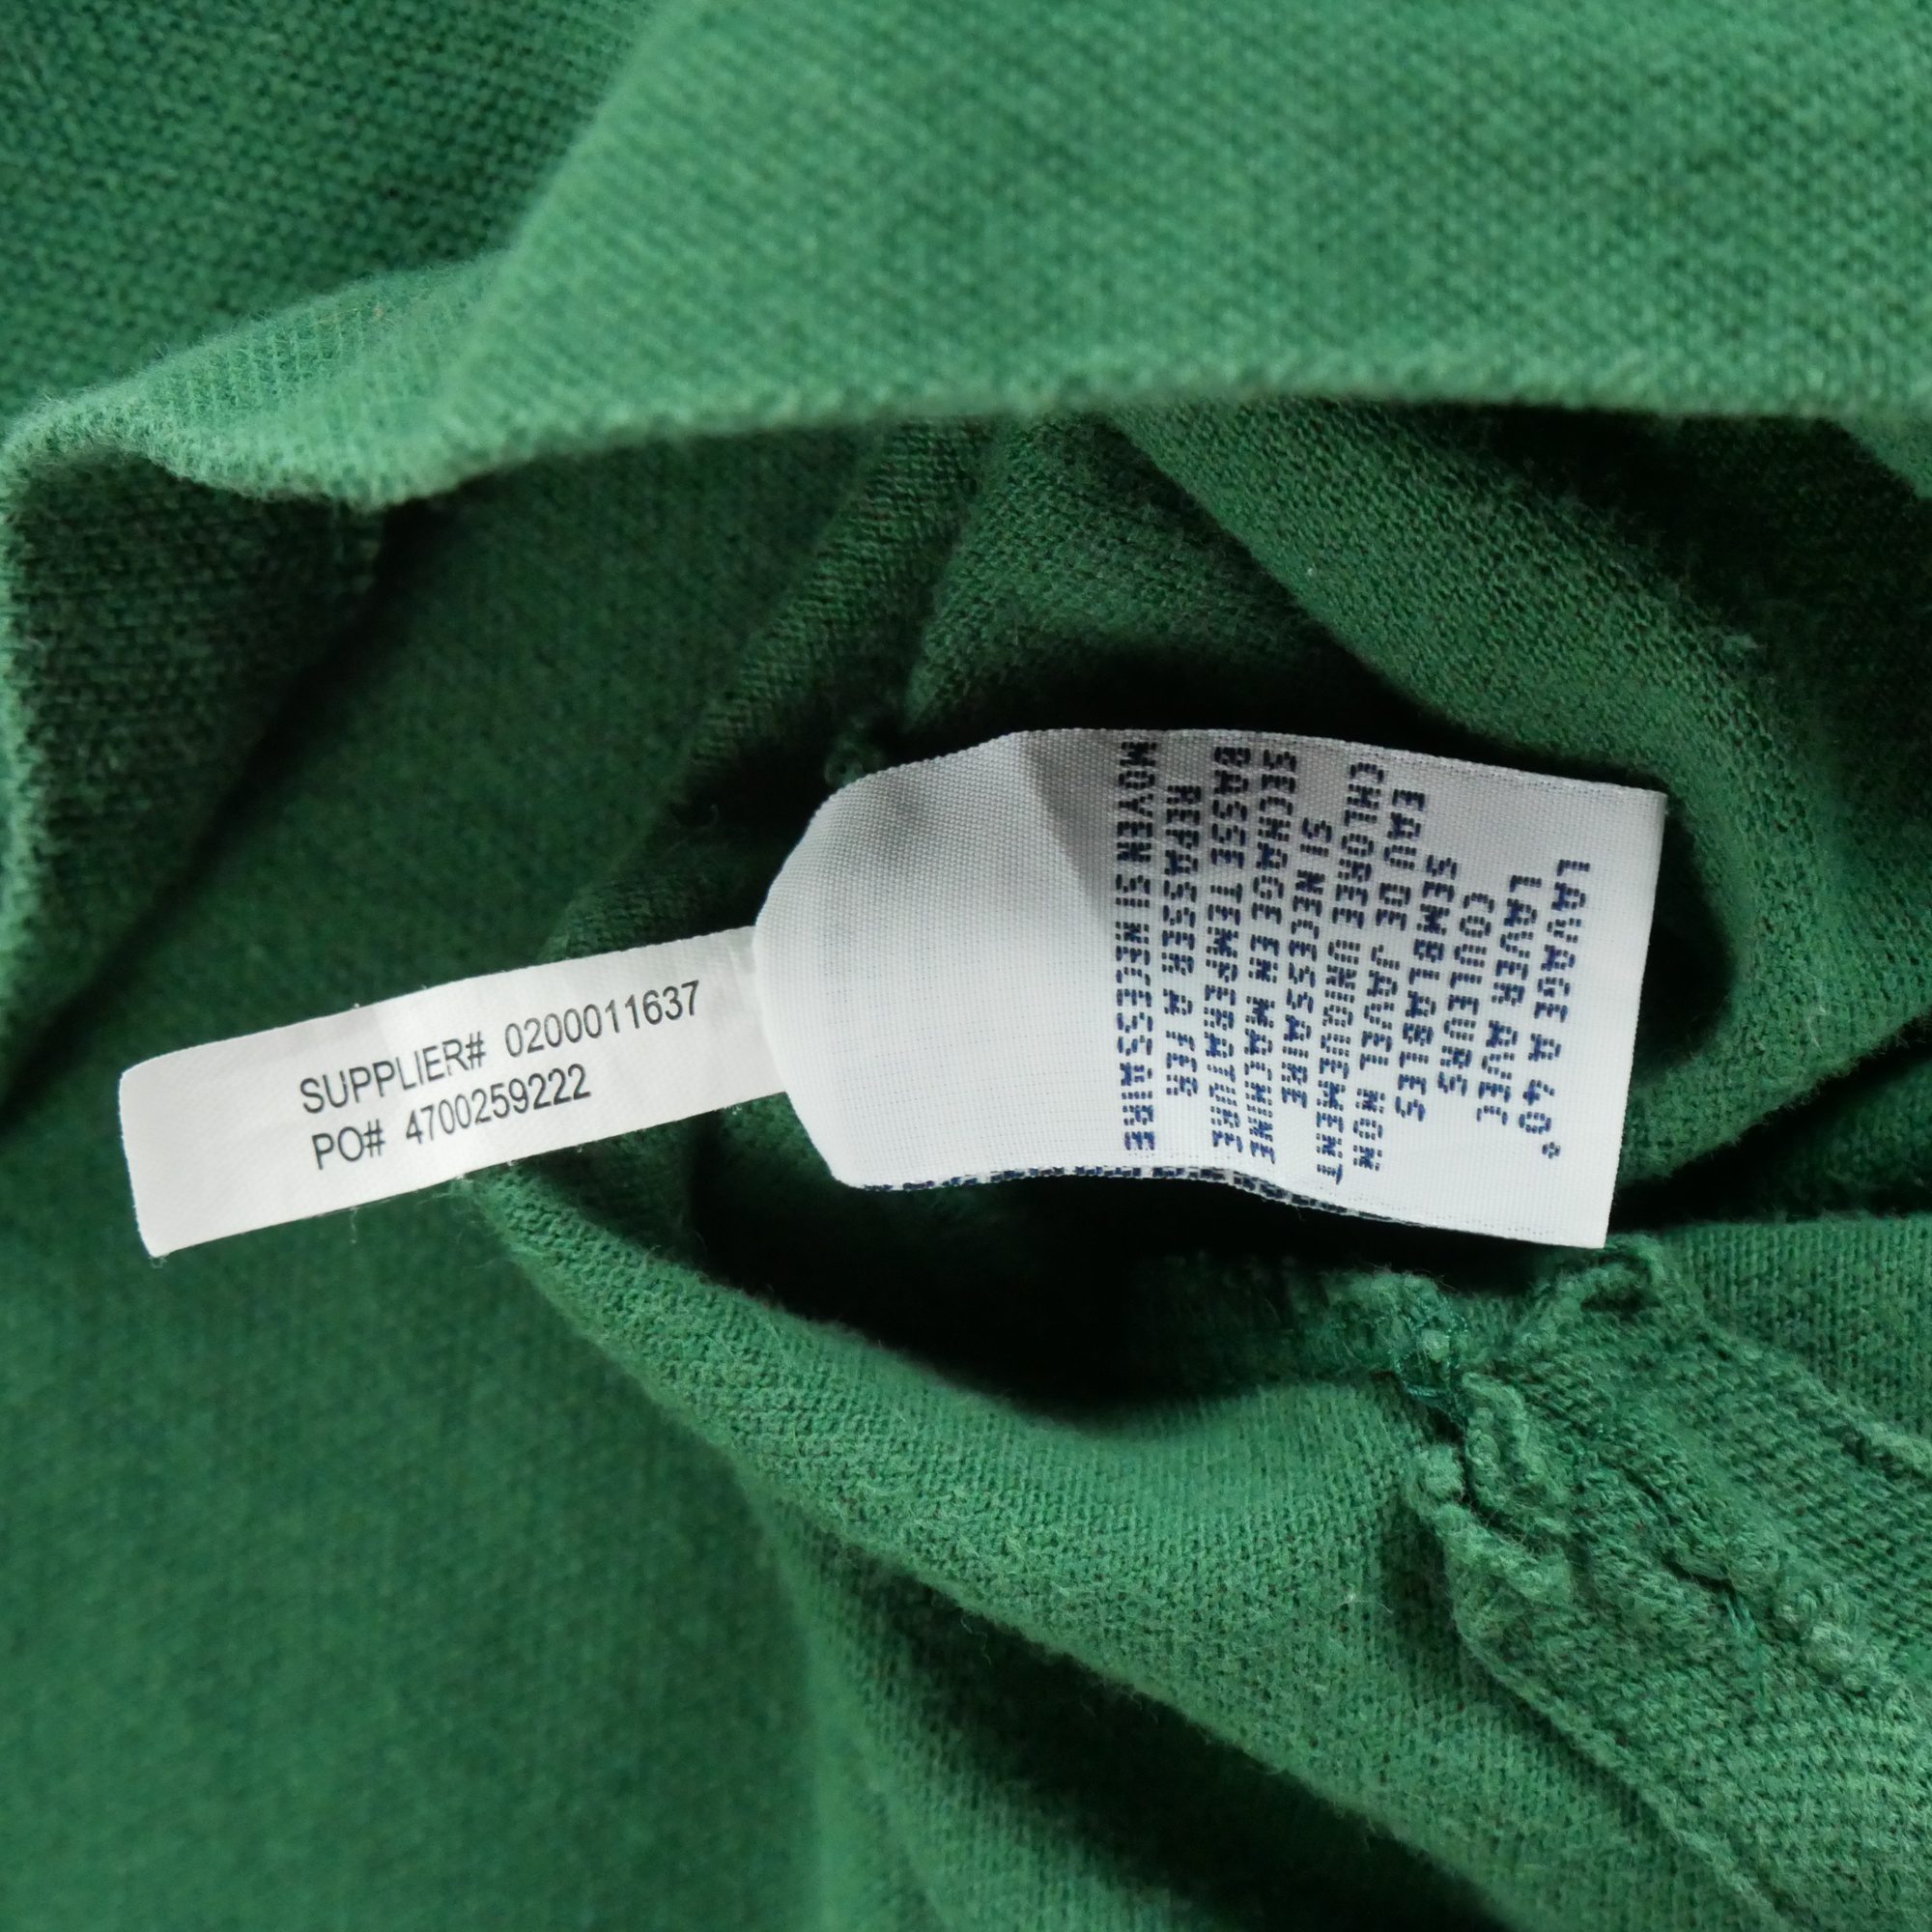 SUPPLIER# 0200011637
PO# 4700259222
LAVAGE A 40°
LAVER AVEC
COULEURS
SEMBLABLES
EAU DE JAVEL NON
CHLOREE UNIQUEMENT
SI NECESSAIRE
SECHAGE EN MACHINE
BASSE TEMPERATURE
REPASSER A FER
MOYEN SI NECESSAIRE